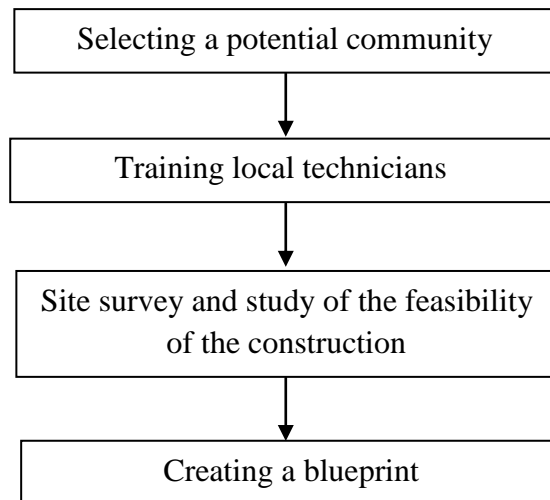 Selecting a potential community
Training local technicians
Site survey and study of the feasibility
of the construction
Creating a blueprint